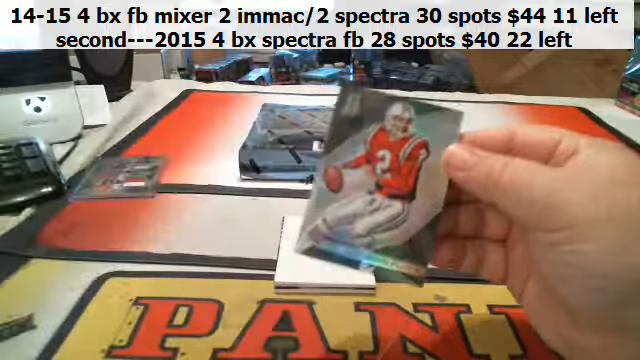 14-15 4 bx fb mixer 2 immac/2 spectra 30 spots $44 11 left
second---2015 4 bx spectra fb 28 spots $40 22 left
2
PANI